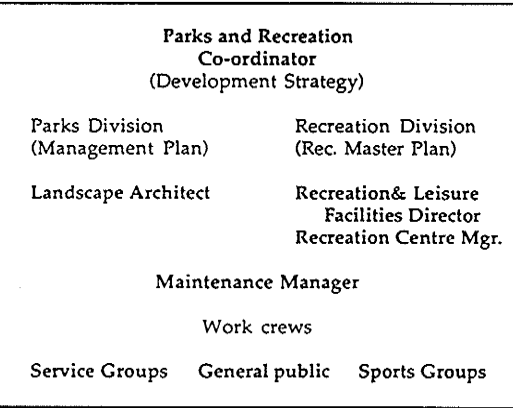 Parks and Recreation
Co-ordinator
(Development Strategy)
Parks Division
(Management Plan)
Recreation Division
(Rec. Master Plan)
Landscape Architect
Recreation& Leisure
Facilities Director
Recreation Centre Mgr.
Maintenance Manager
Work crews
Service Groups General public Sports Groups